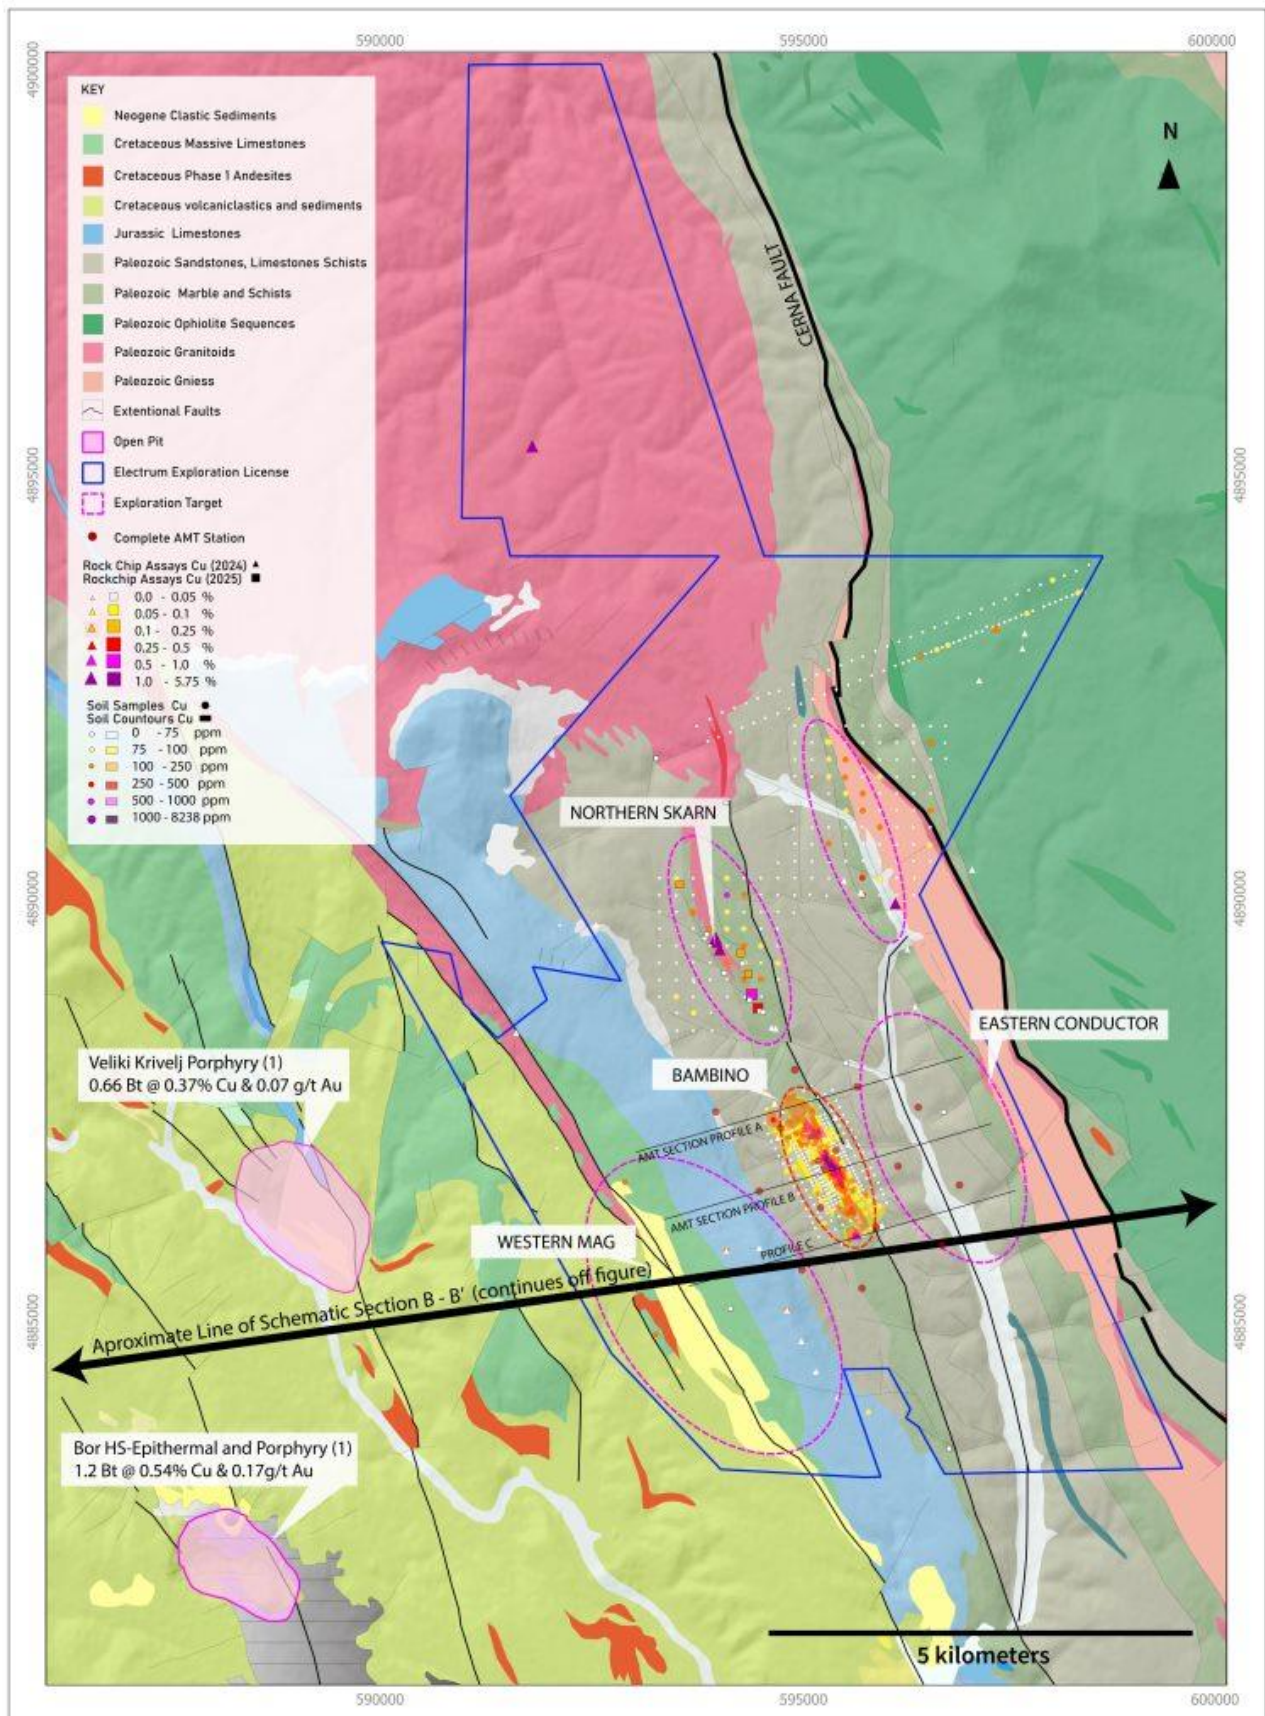 590000
595000
600000
4900000
KEY
Neogene Clastic Sediments
Cretaceous Massive Limestones
Cretaceous Phase 1 Andesites
Cretaceous volcaniclastics and sediments
Jurassic Limestones
Paleozoic Sandstones, Limestones Schists
Paleozoic Marble and Schists
Paleozoic Ophiolite Sequences
Paleozoic Granitoids
Paleozoic Gniess
Extentional Faults
Open Pit
Electrum Exploration License
Exploration Target
Complete AMT Station
Rock Chip Assays Cu (2024)
Rockchip Assays Cu (2025)
0.0 - 0.05 %
0.05 - 0.1 %
0.1 - 0.25 %
0.25 - 0.5 %
0.5 - 1.0 %
1.0 - 5.75 %
Soil Samples Cu
Soil Countours Cu
0 - 75 ppm
75 - 100 ppm
100 - 250 ppm
250 - 500 ppm
500 - 1000 ppm
1000 - 8238 ppm
4900000
N
CERNA FAULT
4895000
4895000
NORTHERN SKARN
4890000
4890000
EASTERN CONDUCTOR
Veliki Krivelj Porphyry (1)
0.66 Bt @ 0.37% Cu & 0.07 g/t Au
BAMBINO
AMT SECTION PROFILE A
AMT SECTION PROFILE B
PROFILE C
WESTERN MAG
Aproximate Line of Schematic Section B - B' (continues off figure)
4885000
4885000
Bor HS-Epithermal and Porphyry (1)
1.2 Bt @ 0.54% Cu & 0.17g/t Au
5 kilometers
590000
595000
600000